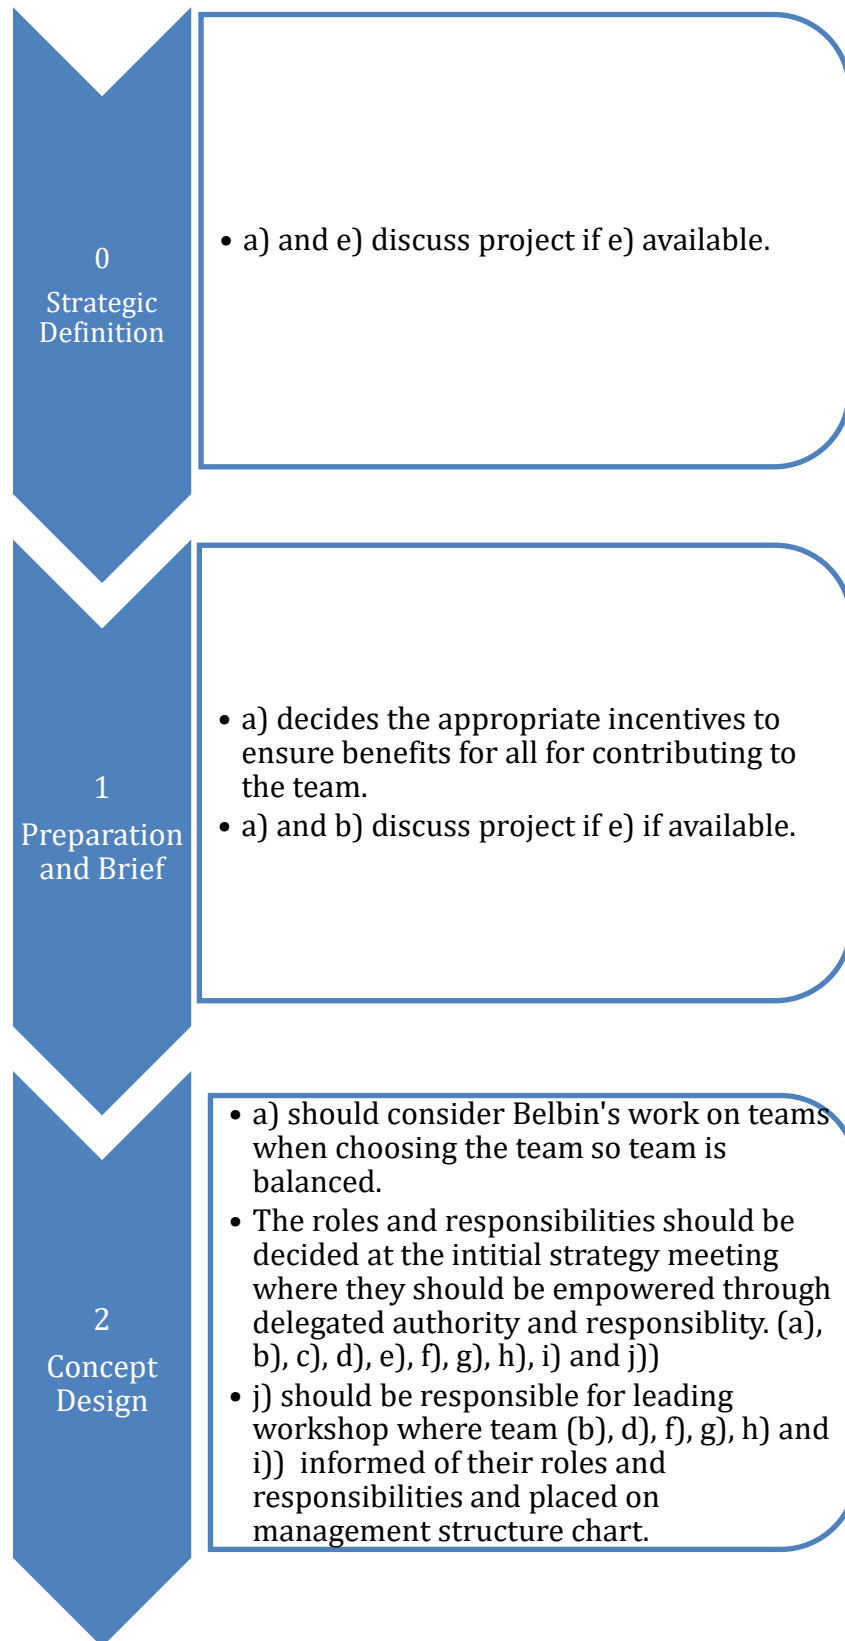 0
Strategic
Definition
• a) and e) discuss project if e) available.
1
Preparation
and Brief
• a) decides the appropriate incentives to
ensure benefits for all for contributing to
the team.
• a) and b) discuss project if e) if available.
2
Concept
Design
• a) should consider Belbin's work on teams
when choosing the team so team is
balanced.
• The roles and responsibilities should be
decided at the intitial strategy meeting
where they should be empowered through
delegated authority and responsiblity. (a),
b), c), d), e), f), g), h), i) and j))
• j) should be responsible for leading
workshop where team (b), d), f), g), h) and
i)) informed of their roles and
responsibilities and placed on
management structure chart.